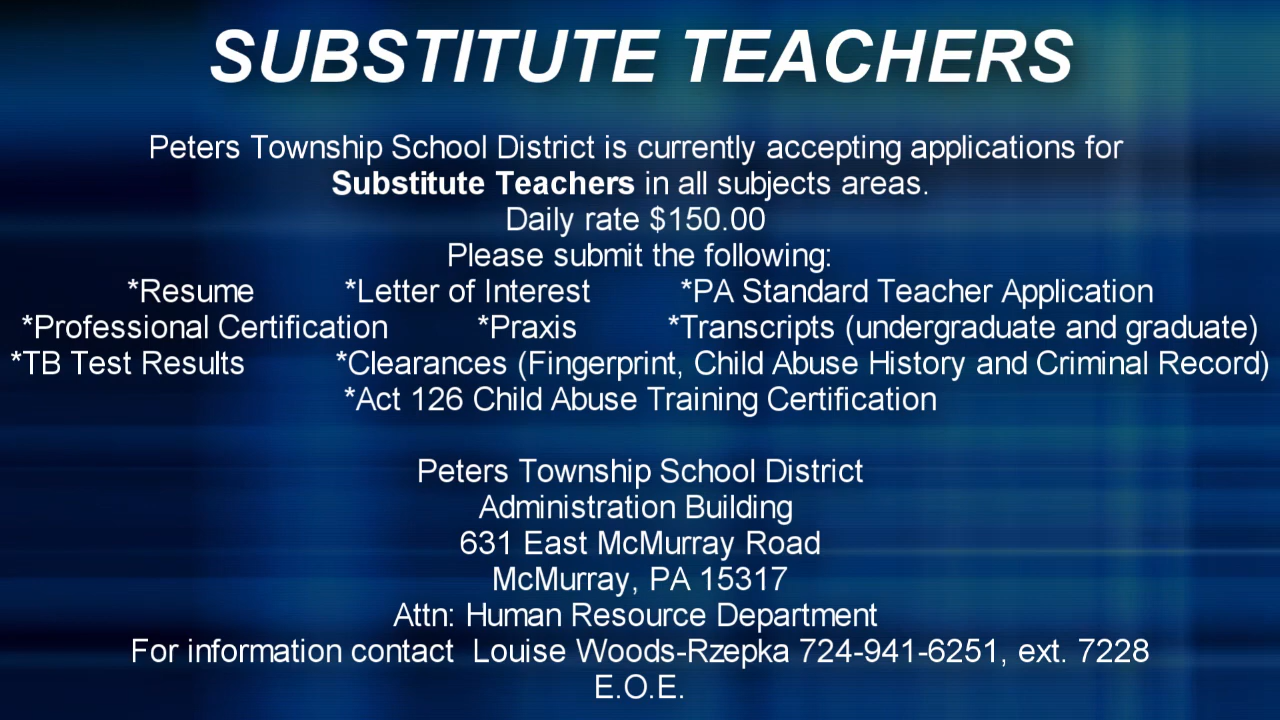 SUBSTITUTE TEACHERS
Peters Township School District is currently accepting applications for
Substitute Teachers in all subjects areas.
Daily rate $150.00
Please submit the following:
*Resume *Letter of Interest *PA Standard Teacher Application
*Professional Certification *Praxis *Transcripts (undergraduate and graduate)
*TB Test Results *Clearances (Fingerprint, Child Abuse History and Criminal Record)
*Act 126 Child Abuse Training Certification
Peters Township School District
Administration Building
631 East McMurray Road
McMurray, PA 15317
Attn: Human Resource Department
For information contact Louise Woods-Rzepka 724-941-6251, ext. 7228
E.O.E.